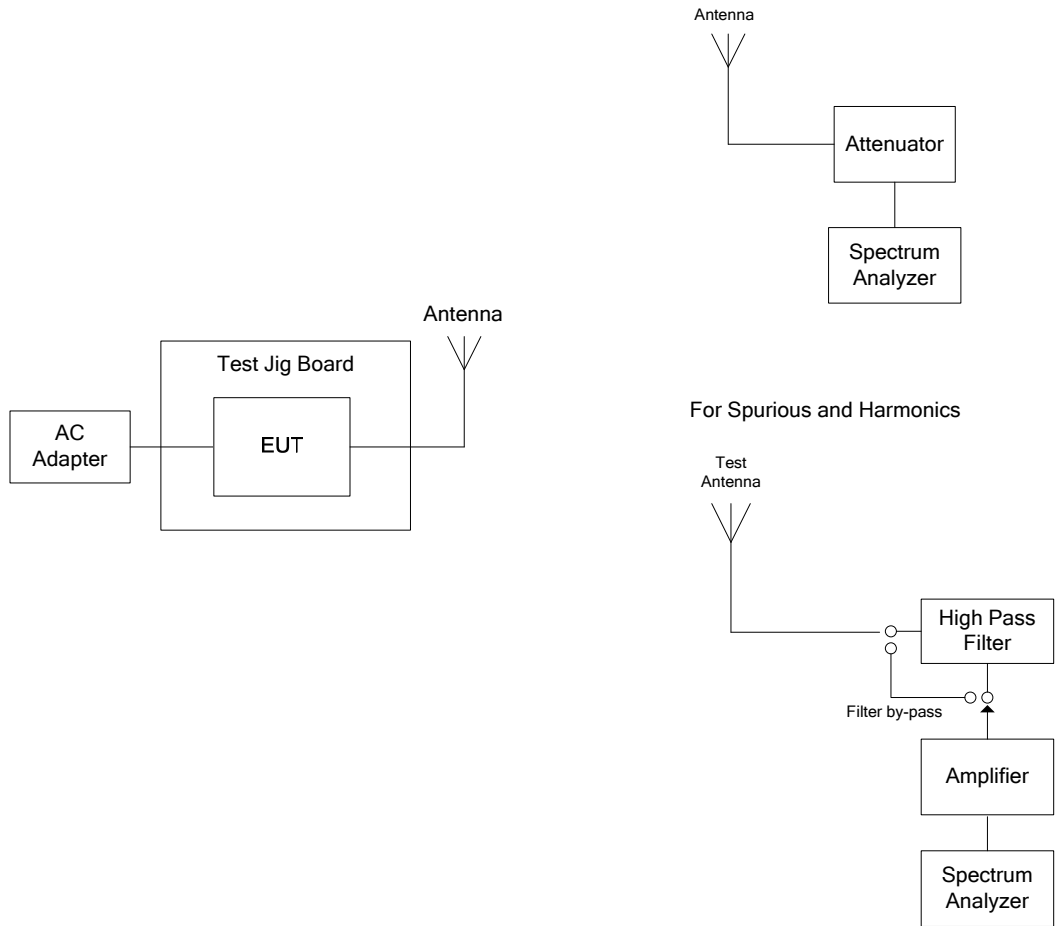 Antenna
Attenuator
Spectrum
Analyzer
Antenna
Test Jig Board
AC
Adapter
EUT
For Spurious and Harmonics
Test
Antenna
High Pass
Filter
Filter by-pass
Amplifier
Spectrum
Analyzer